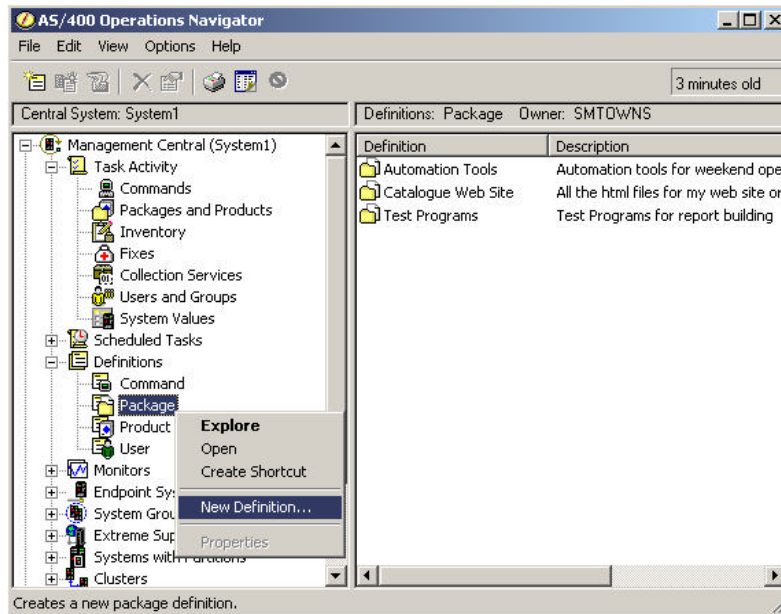 AS/400 Operations Navigator
File Edit View Options Help
3 minutes old
Central System: System1
Definitions: Package Owner: SMTOWNS
Management Central (System1)
Task Activity
Commands
Packages and Products
Inventory
Fixes
Collection Services
Users and Groups
System Values
Scheduled Tasks
Definitions
Command
Package
Product
User
Monitors
Endpoint Sy
System Grou
Extreme Sup
Systems with Partitions
Clusters
Explore
Open
Create Shortcut
New Definition...
Properties
Definition Description
Automation Tools Automation tools for weekend ope
Catalogue Web Site All the html files for my web site or
Test Programs Test Programs for report building
Creates a new package definition.